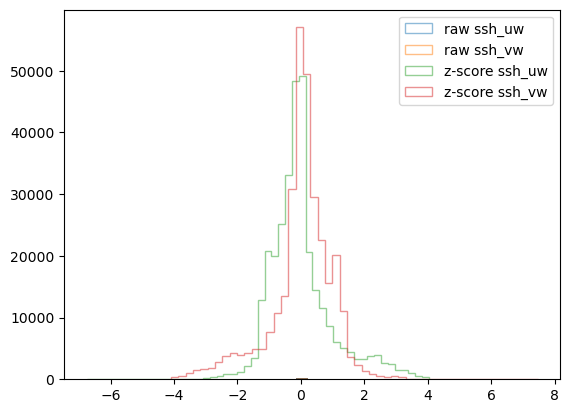 raw ssh_uw
raw ssh_vw
z-score ssh_uw
z-score ssh_vw
50000
40000
30000
20000
10000
0
−6 −4 −2 0 2 4 6 8